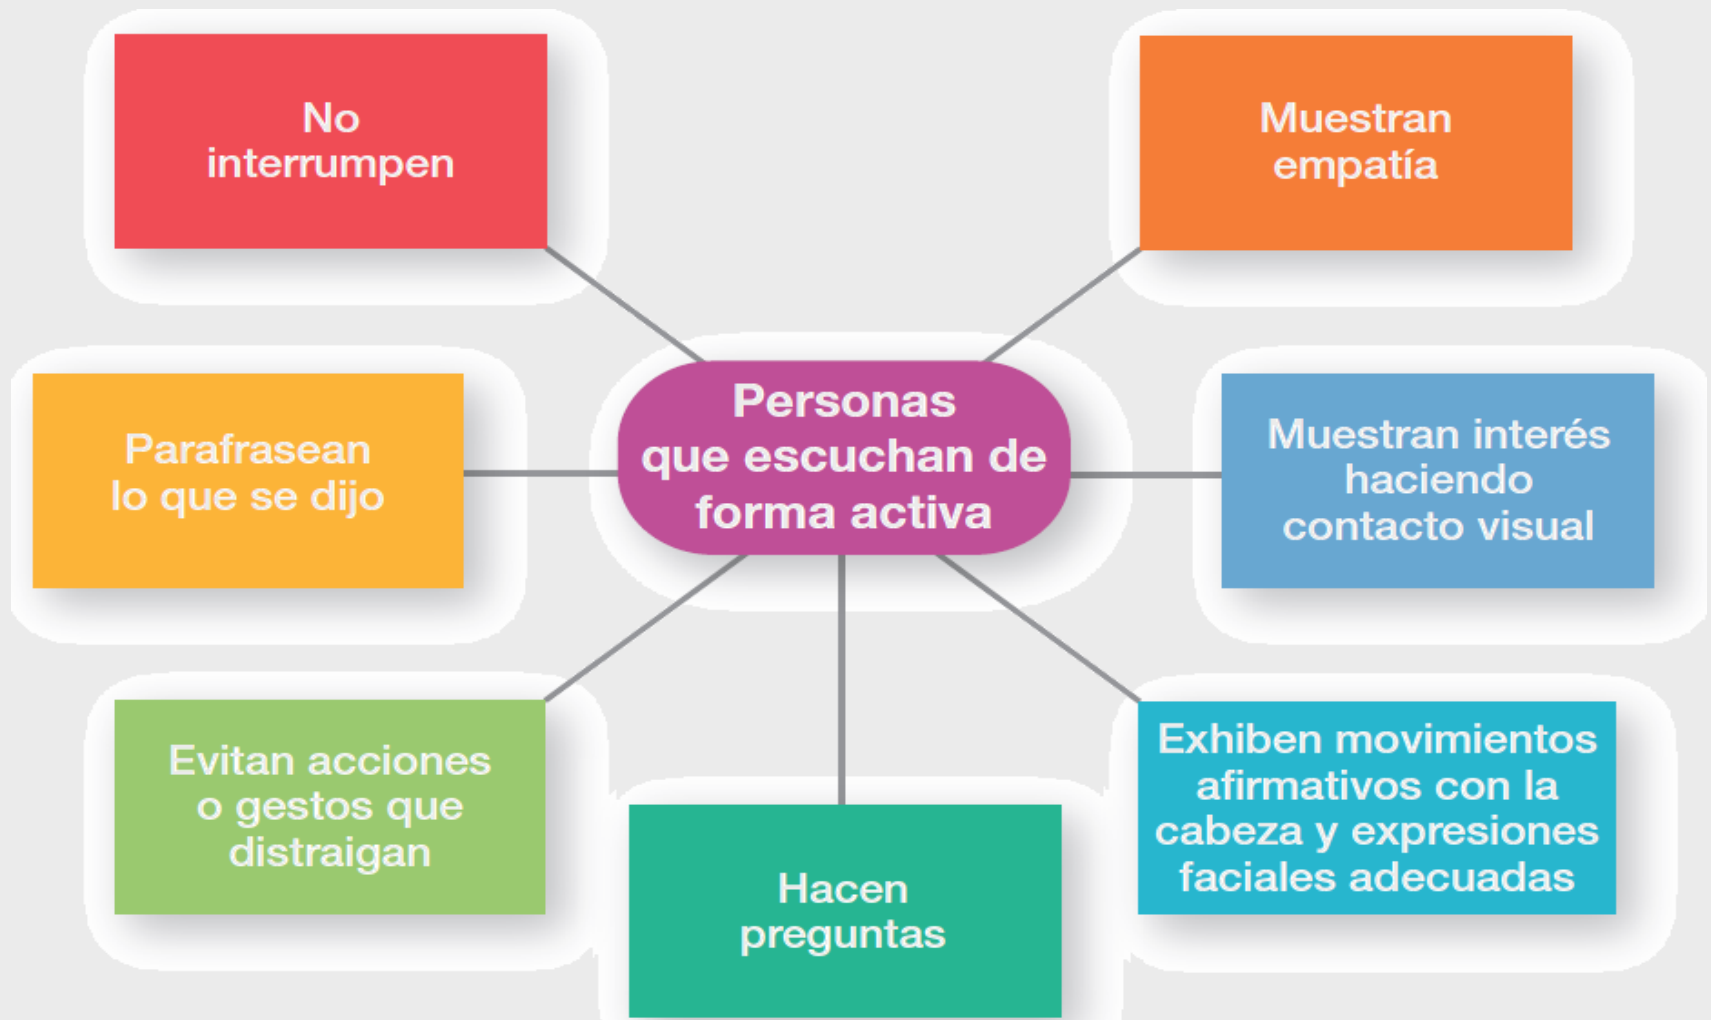 No
interrumpen
Muestran
empatía
Personas
que escuchan de
forma activa
Parafrasean
lo que se dijo
Muestran interés
haciendo
contacto visual
Evitan acciones
o gestos que
distraigan
Hacen
preguntas
Exhiben movimientos
afirmativos con la
cabeza y expresiones
faciales adecuadas